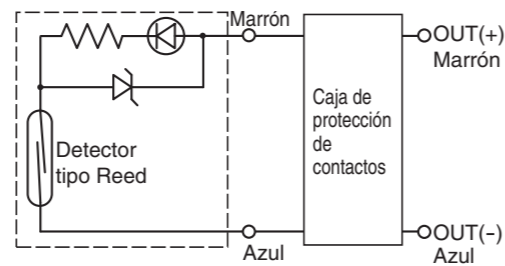 Marrón
OUT(+)
Marrón
Caja de
protección
de
contactos
Detector
tipo Reed
Azul
OUT(−)
Azul